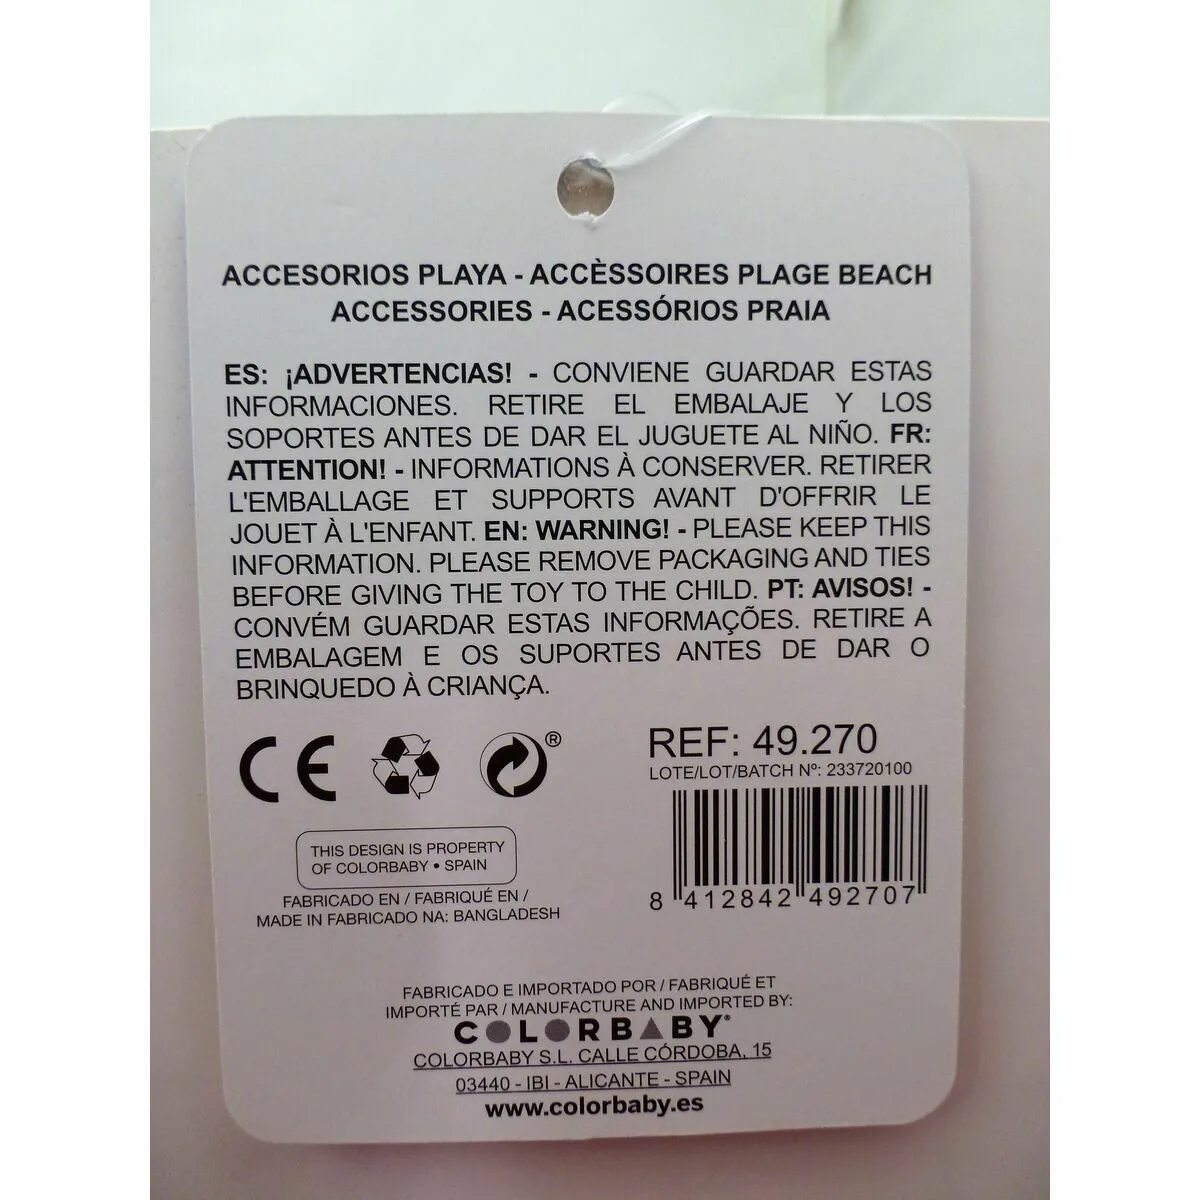 ACCESORIOS PLAYA - ACCÈSSOIRES PLAGE BEACH
ACCESSORIES - ACESSÓRIOS PRAIA
ES: ¡ADVERTENCIAS! - CONVIENE GUARDAR ESTAS
INFORMACIONES. RETIRE EL EMBALAJE Y LOS
SOPORTES ANTES DE DAR EL JUGUETE AL NIÑO. FR:
ATTENTION! - INFORMATIONS À CONSERVER. RETIRER
L'EMBALLAGE ET SUPPORTS AVANT D'OFFRIR LE
JOUET À L'ENFANT. EN: WARNING! - PLEASE KEEP THIS
INFORMATION. PLEASE REMOVE PACKAGING AND TIES
BEFORE GIVING THE TOY TO THE CHILD. PT: AVISOS! -
CONVÉM GUARDAR ESTAS INFORMAÇÕES. RETIRE A
EMBALAGEM E OS SUPORTES ANTES DE DAR O
BRINQUEDO À CRIANÇA.
CE ®
REF: 49.270
LOTE/LOT/BATCH Nº: 233720100
8 412842 492707
THIS DESIGN IS PROPERTY
OF COLORBABY • SPAIN
FABRICADO EN / FABRIQUÉ EN /
MADE IN FABRICADO NA: BANGLADESH
FABRICADO E IMPORTADO POR / FABRIQUÉ ET
IMPORTÉ PAR / MANUFACTURE AND IMPORTED BY:
COLORBABY®
COLORBABY S.L. CALLE CÓRDOBA, 15
03440 - IBI - ALICANTE - SPAIN
www.colorbaby.es